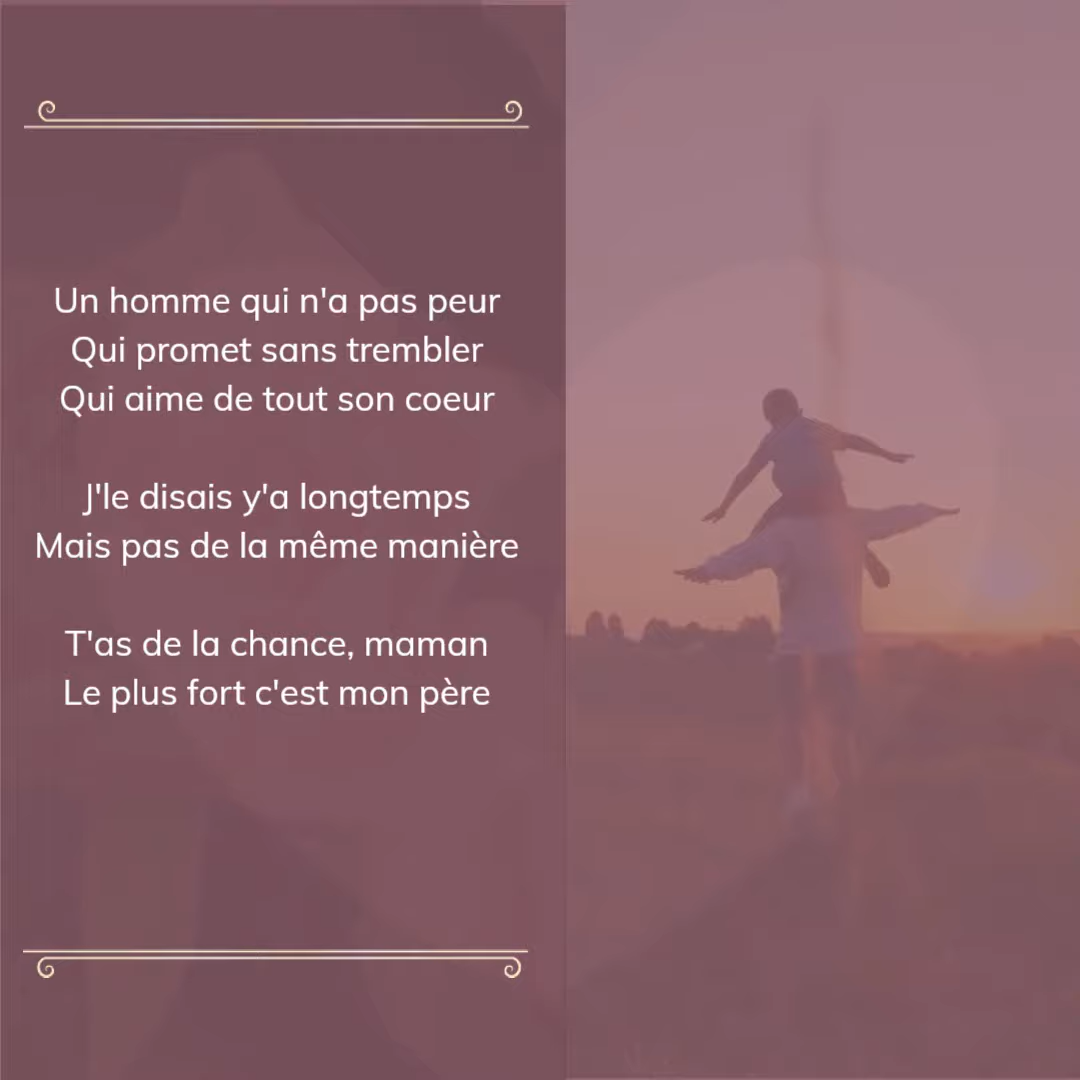 Un homme qui n'a pas peur
Qui promet sans trembler
Qui aime de tout son coeur
J'le disais y'a longtemps
Mais pas de la même manière
T'as de la chance, maman
Le plus fort c'est mon père